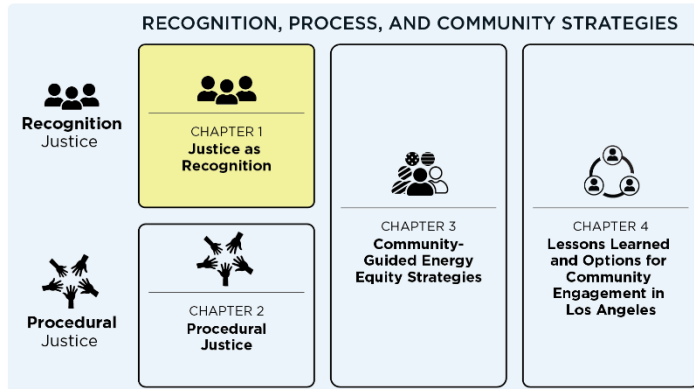 RECOGNITION, PROCESS, AND COMMUNITY STRATEGIES
Recognition
Justice
CHAPTER 1
Justice as
Recognition
Procedural
Justice
CHAPTER 2
Procedural
Justice
CHAPTER 3
Community-
Guided Energy
Equity Strategies
CHAPTER 4
Lessons Learned
and Options for
Community
Engagement in
Los Angeles